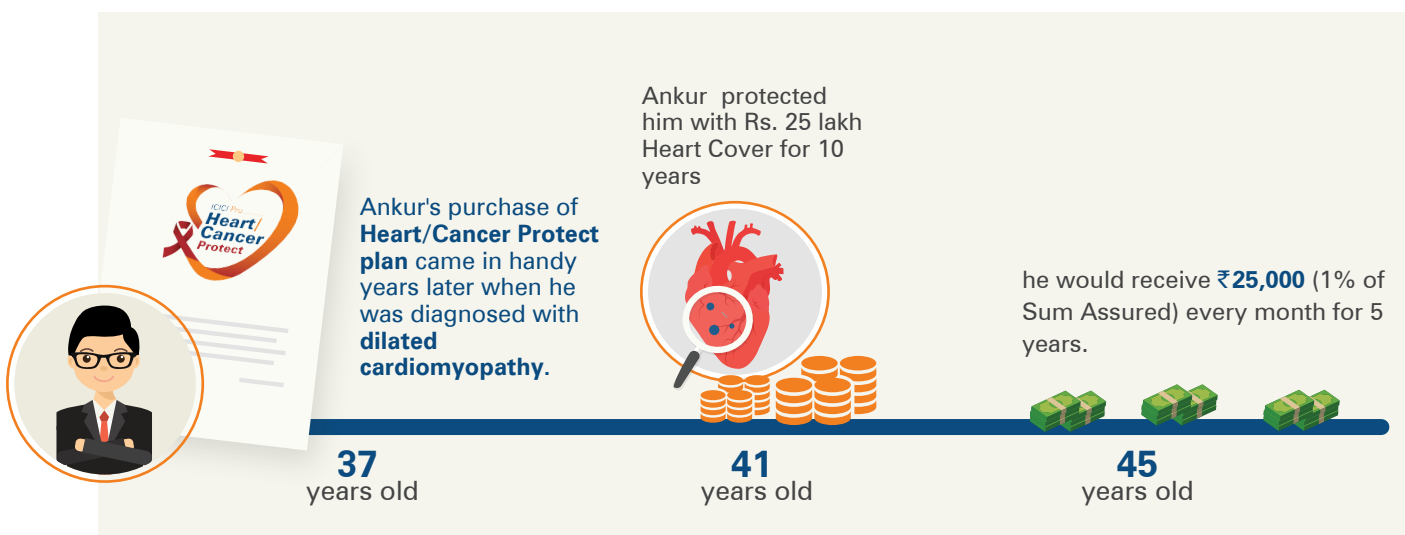 Ankur  protected
him with Rs. 25 lakh
Heart Cover for 10
years
ICICI Pru
Heart/
Cancer
Protect
Ankur's purchase of
Heart/Cancer Protect
plan came in handy
years later when he
was diagnosed with
dilated
cardiomyopathy.
he would receive ₹25,000 (1% of
Sum Assured) every month for 5
years.
37
years old
41
years old
45
years old